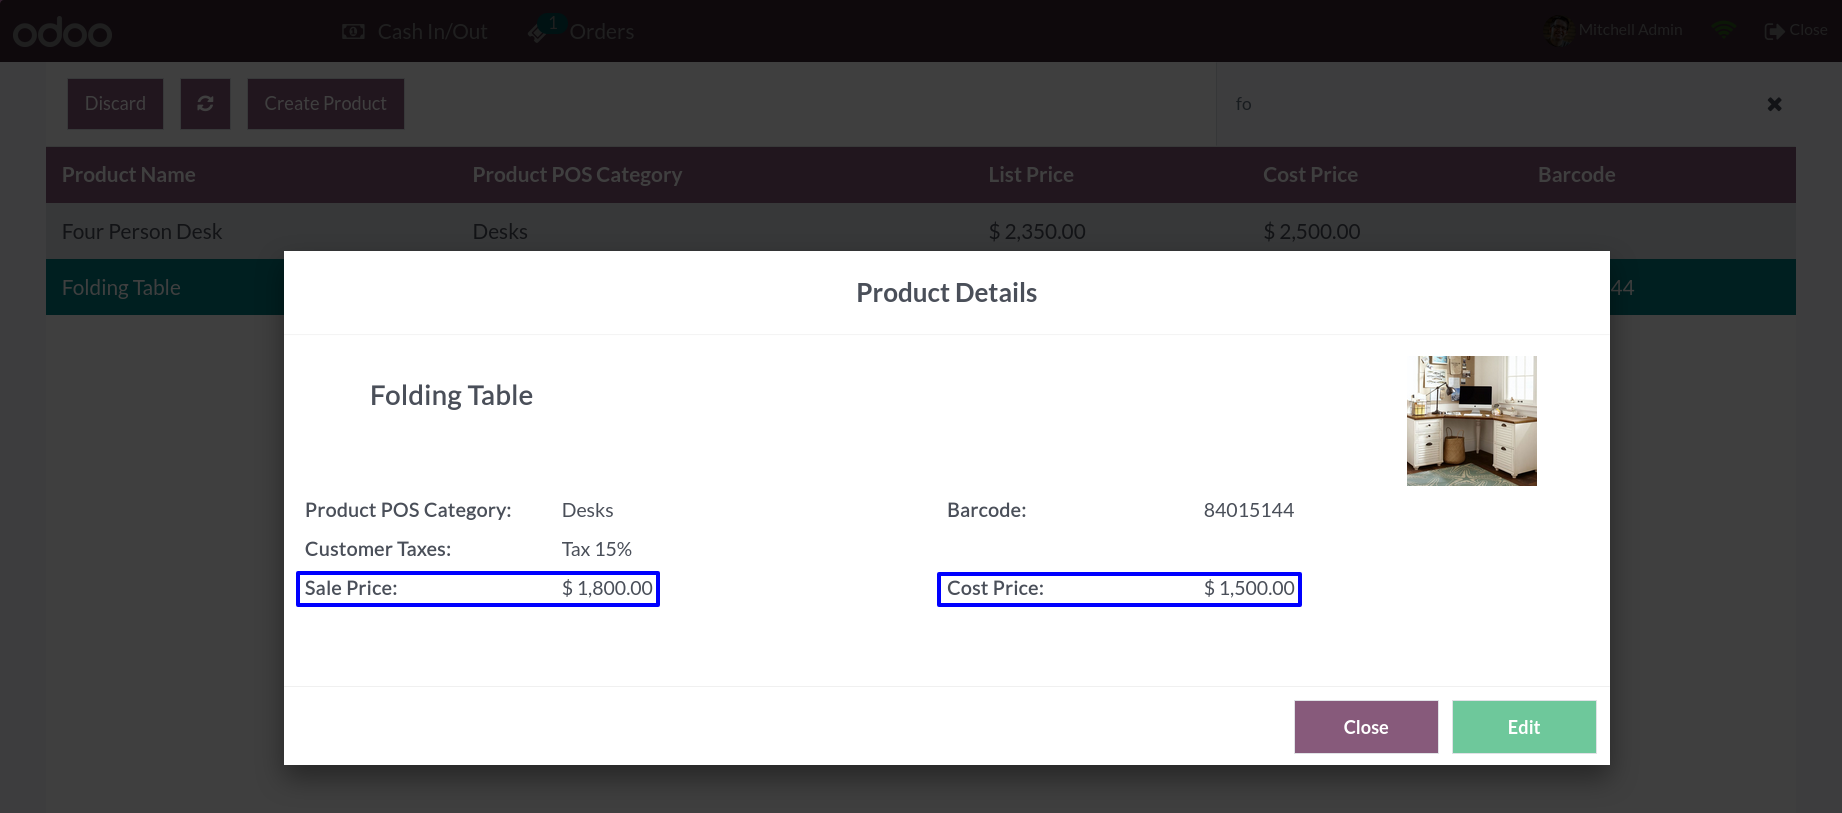 odoo Cash In/Out 1 Orders Mitchell Admin Close
Discard Create Product fo
Product Name Product POS Category List Price Cost Price Barcode
Four Person Desk Desks $ 2,350.00 $ 2,500.00
Folding Table 44
Product Details
Folding Table
Product POS Category: Desks Barcode: 84015144
Customer Taxes: Tax 15%
Sale Price: $ 1,800.00 Cost Price: $ 1,500.00
Close Edit